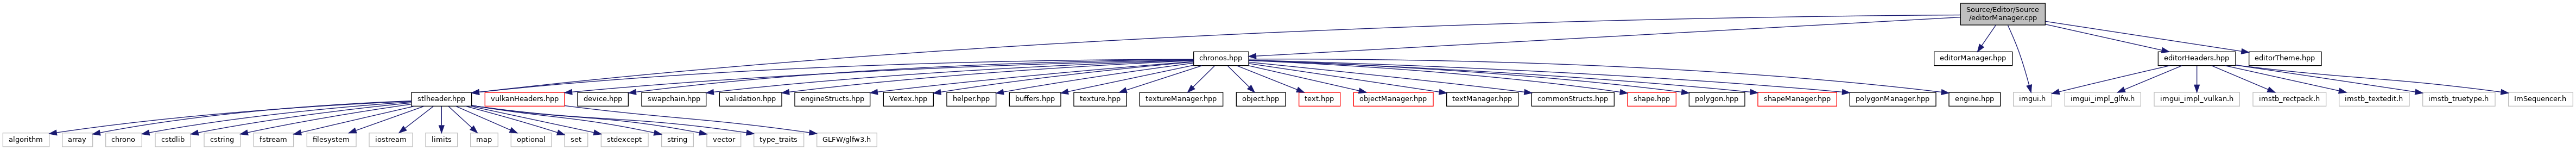 Source/Editor/Source
/editorManager.cpp
chronos.hpp
editorManager.hpp
editorHeaders.hpp
editorTheme.hpp
stlheader.hpp
vulkanHeaders.hpp
device.hpp
swapchain.hpp
validation.hpp
engineStructs.hpp
Vertex.hpp
helper.hpp
buffers.hpp
texture.hpp
textureManager.hpp
object.hpp
text.hpp
objectManager.hpp
textManager.hpp
commonStructs.hpp
shape.hpp
polygon.hpp
shapeManager.hpp
polygonManager.hpp
engine.hpp
imgui.h
imgui_impl_glfw.h
imgui_impl_vulkan.h
imstb_rectpack.h
imstb_textedit.h
imstb_truetype.h
ImSequencer.h
algorithm
array
chrono
cstdlib
cstring
fstream
filesystem
iostream
limits
map
optional
set
stdexcept
string
vector
type_traits
GLFW/glfw3.h